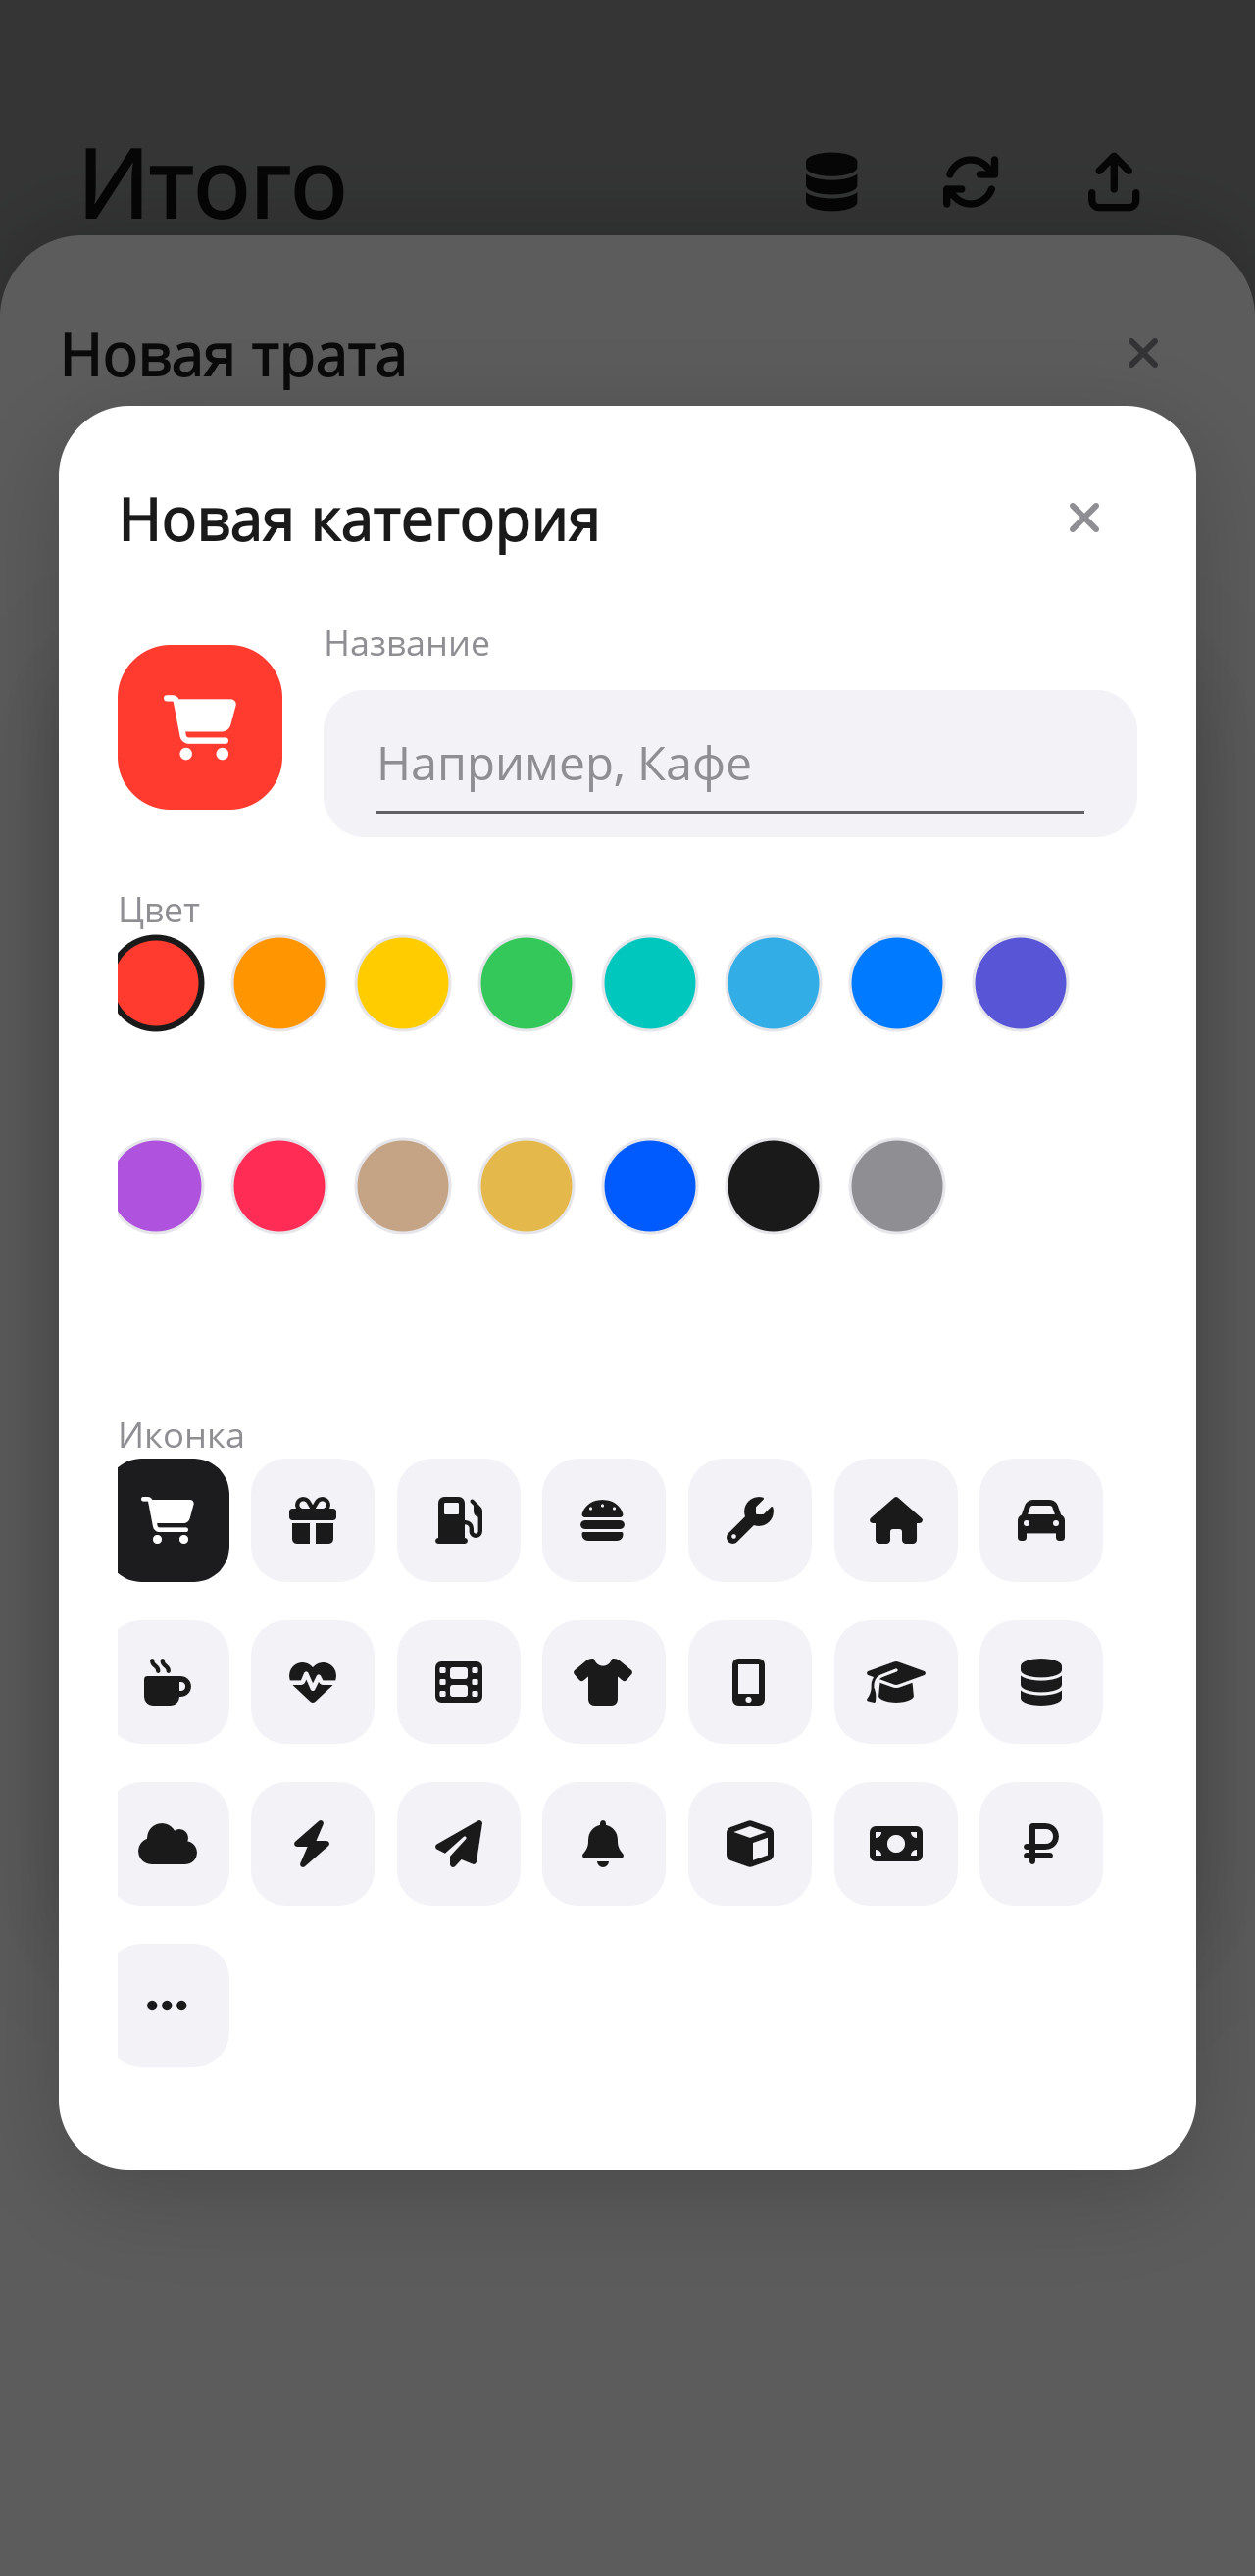 Итого
Новая трата
Новая категория
Название
Например, Кафе
Цвет
Иконка